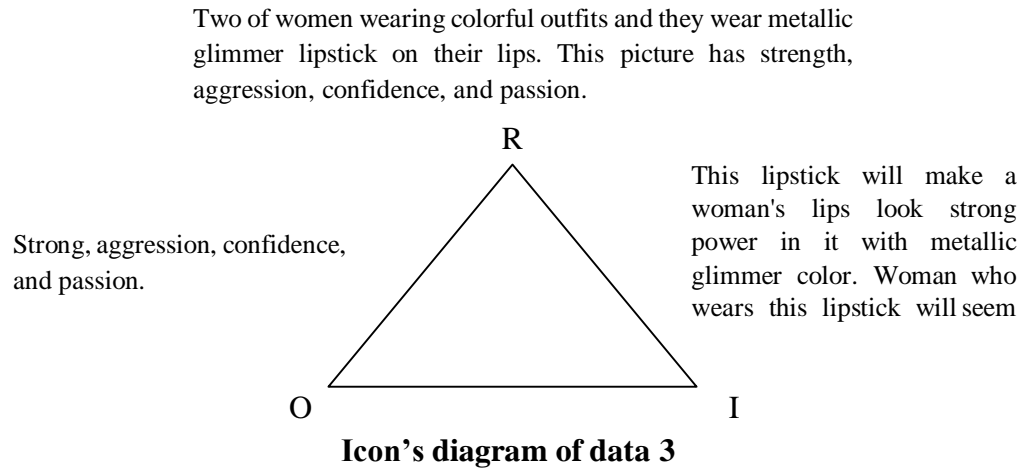 Two of women wearing colorful outfits and they wear metallic
glimmer lipstick on their lips. This picture has strength,
aggression, confidence, and passion.
R
This lipstick will make a
woman's lips look strong
power in it with metallic
glimmer color. Woman who
wears this lipstick will seem
Strong, aggression, confidence,
and passion.
O
I
Icon’s diagram of data 3